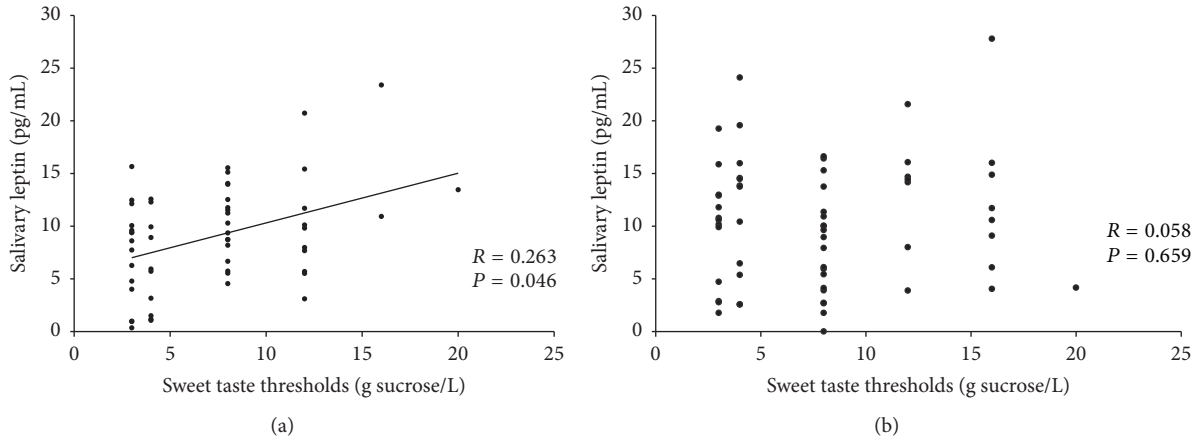 30
25
20
15
10
5
0
Salivary leptin (pg/mL)
R = 0.263
P = 0.046
0 5 10 15 20 25
Sweet taste thresholds (g sucrose/L)
(a)
30
25
20
15
10
5
0
Salivary leptin (pg/mL)
R = 0.058
P = 0.659
0 5 10 15 20 25
Sweet taste thresholds (g sucrose/L)
(b)